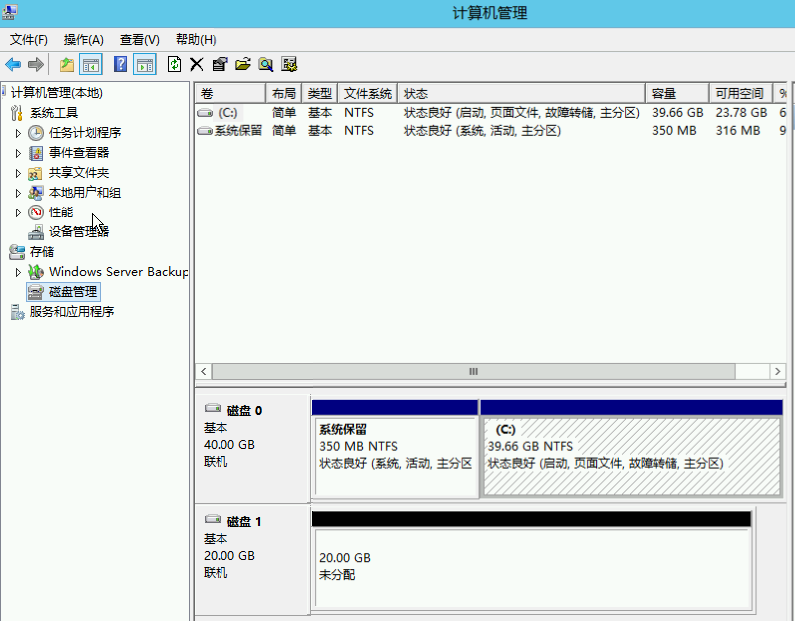 计算机管理
文件(F) 操作(A) 查看(V) 帮助(H)
计算机管理(本地)
系统工具
任务计划程序
事件查看器
共享文件夹
本地用户和组
性能
设备管理器
存储
Windows Server Backup
磁盘管理
服务和应用程序
卷 布局 类型 文件系统 状态 容量 可用空间 %
(C:) 简单 基本 NTFS 状态良好 (启动, 页面文件, 故障转储, 主分区) 39.66 GB 23.78 GB 6
系统保留 简单 基本 NTFS 状态良好 (系统, 活动, 主分区) 350 MB 316 MB 9
磁盘 0
基本
40.00 GB
联机
系统保留
350 MB NTFS
状态良好 (系统, 活动, 主分区
(C:)
39.66 GB NTFS
状态良好 (启动, 页面文件, 故障转储, 主分区)
磁盘 1
基本
20.00 GB
联机
20.00 GB
未分配